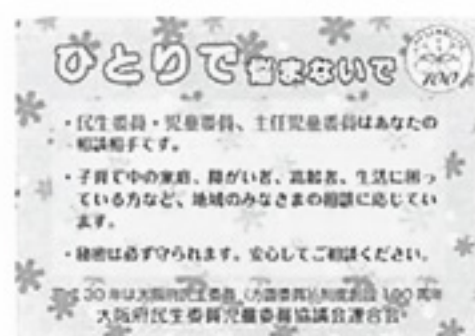 ひとりで悩まないで
100
・民生委員・児童委員、主任児童委員はあなたの
相談相手です。
・子育て中の家庭、障がい者、高齢者、生活に困っ
ている方など、地域のみなさまの相談に応じてい
ます。
・秘密は必ず守られます。安心してご相談ください。
平成30年は大阪府民生委員(方面委員)制度創設100周年
大阪府民生委員児童委員協議会連合会